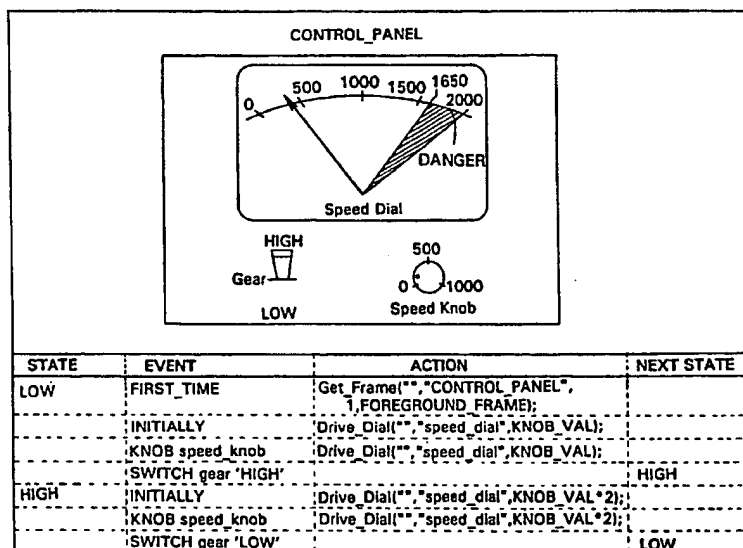 CONTROL_PANEL
0 500 1000 1500 1650 2000
DANGER
Speed Dial
HIGH
Gear
LOW
500
0 1000
Speed Knob
STATE EVENT ACTION NEXT STATE
LOW FIRST_TIME Get_Frame("","CONTROL_PANEL",
1,FOREGROUND_FRAME);
INITIALLY Drive_Dial("","speed_dial",KNOB_VAL);
KNOB speed_knob Drive_Dial("","speed_dial",KNOB_VAL);
SWITCH gear 'HIGH' HIGH
HIGH INITIALLY Drive_Dial("","speed_dial",KNOB_VAL*2);
KNOB speed_knob Drive_Dial("","speed_dial",KNOB_VAL*2);
SWITCH gear 'LOW' LOW